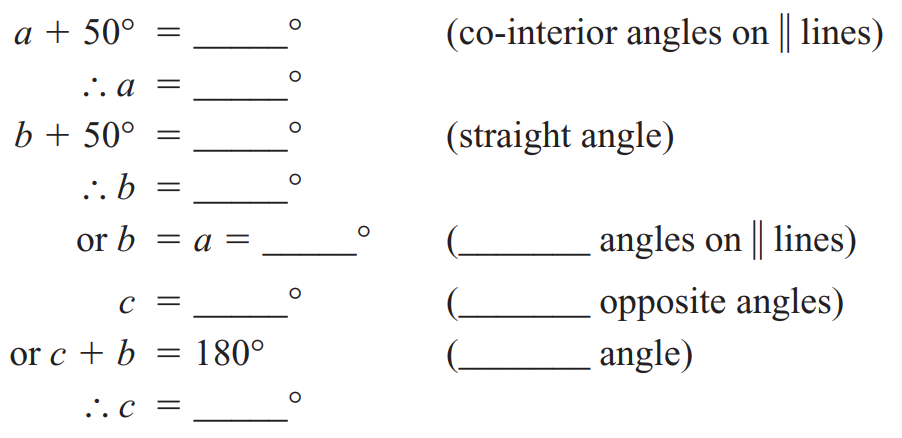 a + 50° = _____° (co-interior angles on || lines)
∴ a = _____°
b + 50° = _____° (straight angle)
∴ b = _____°
or b = a = _____° (_______ angles on || lines)
c = _____° (_______ opposite angles)
or c + b = 180° (_______ angle)
∴ c = _____°